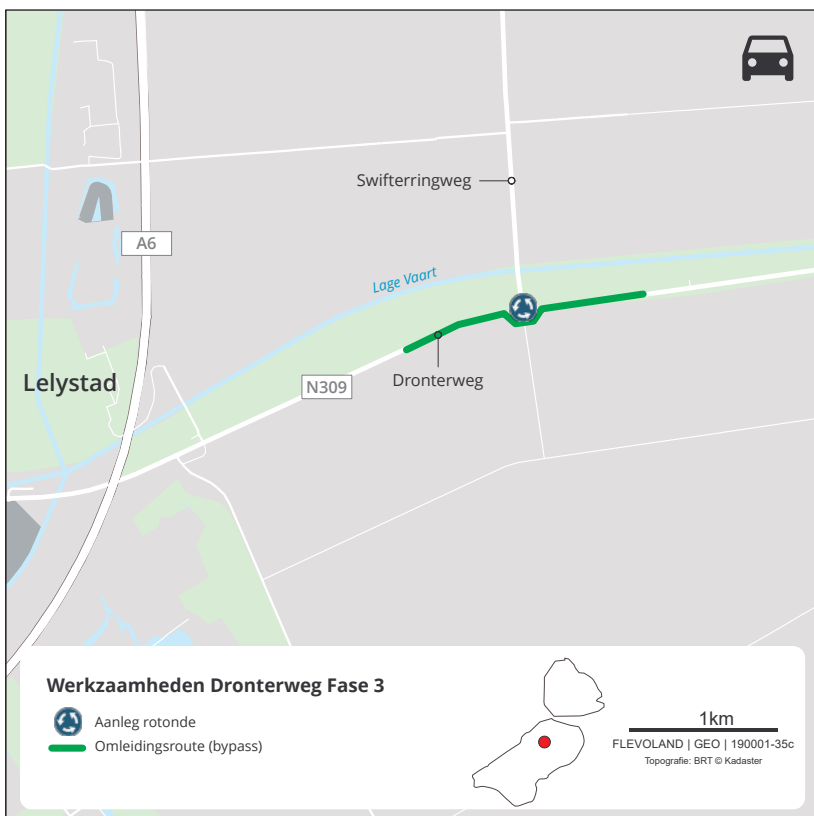 Swifterringweg
A6
Lage Vaart
Lelystad
N309
Dronterweg
Werkzaamheden Dronterweg Fase 3
Aanleg rotonde
Omleidingsroute (bypass)
1km
FLEVOLAND | GEO | 190001-35c
Topografie: BRT © Kadaster